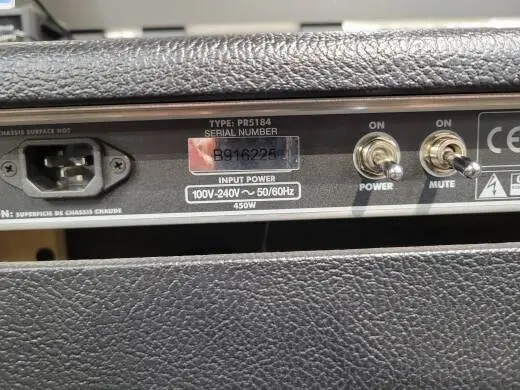 CHASSIS SURFACE HOT
TYPE: PR5184
SERIAL NUMBER
B916225
INPUT POWER
100V-240V ~ 50/60Hz
450W
ON
POWER
ON
MUTE
CE
ON: SUPERFICIE DE CHASSIS CHAUDE